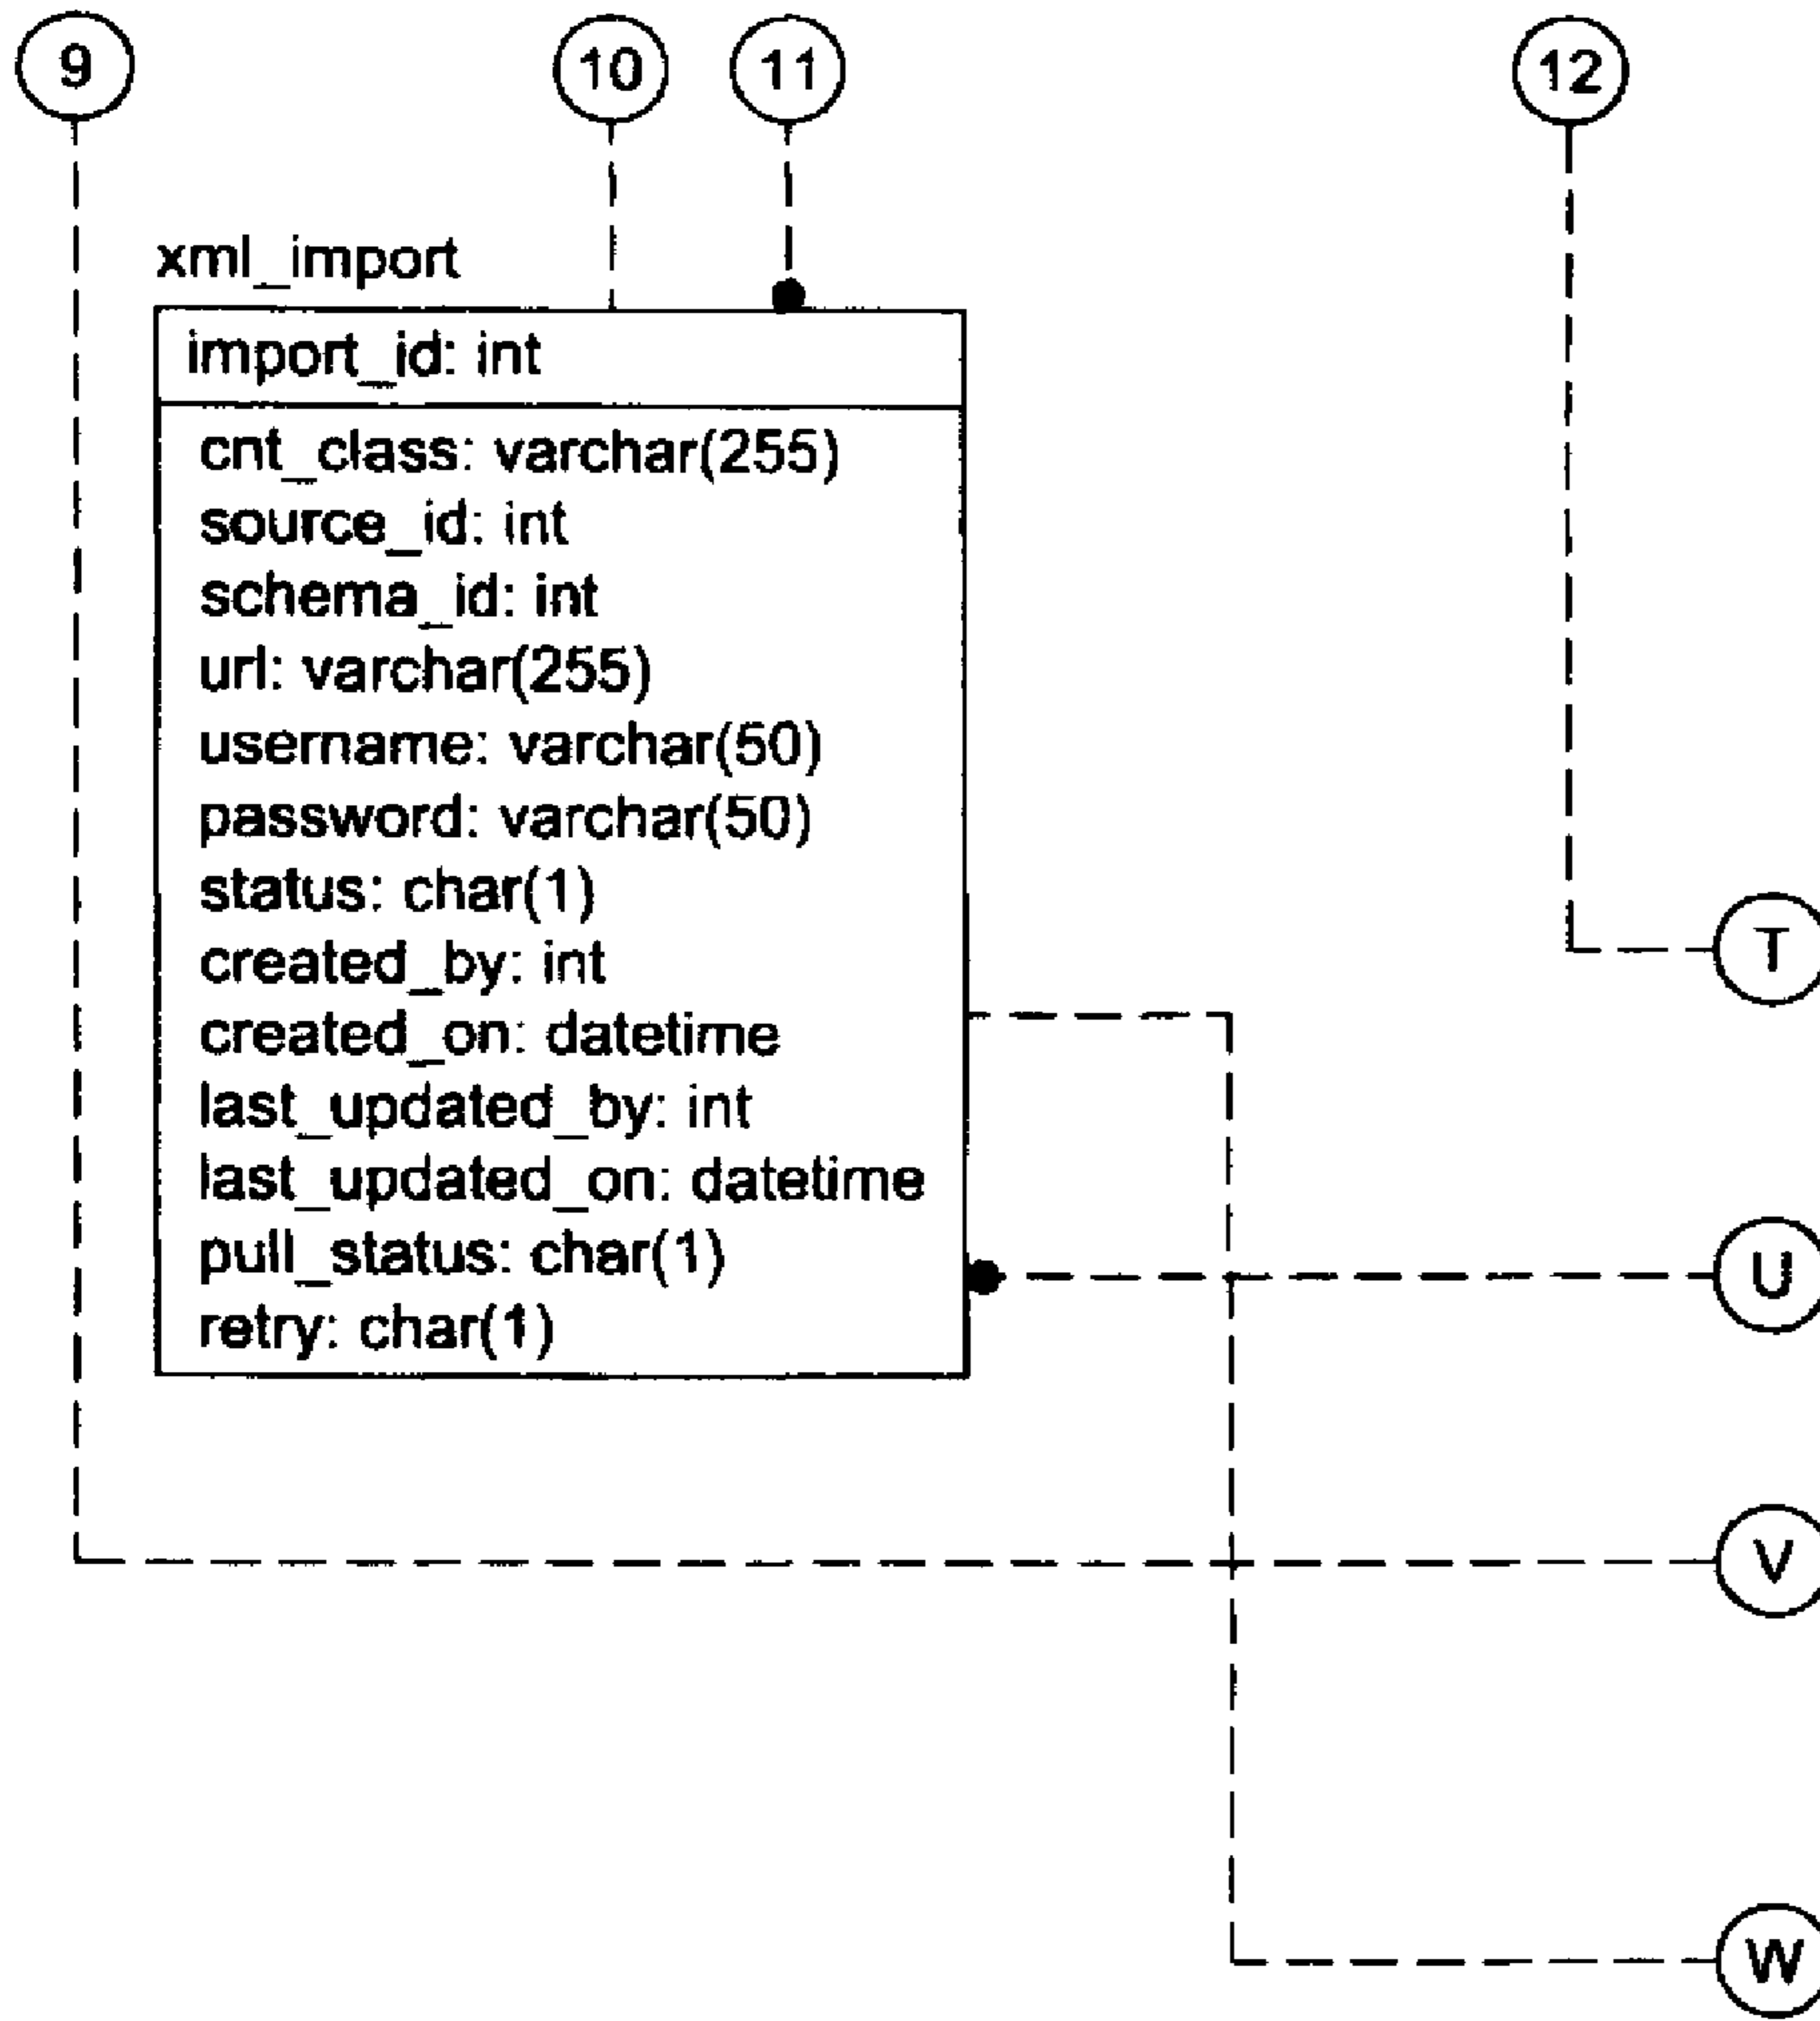 9 10 11 12
xml_import
import_id: int
cnt_class: varchar(255)
source_id: int
schema_id: int
url: varchar(255)
username: varchar(50)
password: varchar(50)
status: char(1)
created_by: int
created_on: datetime
last_updated_by: int
last_updated_on: datetime
pull_status: char(1)
retry: char(1)
T
U
V
W